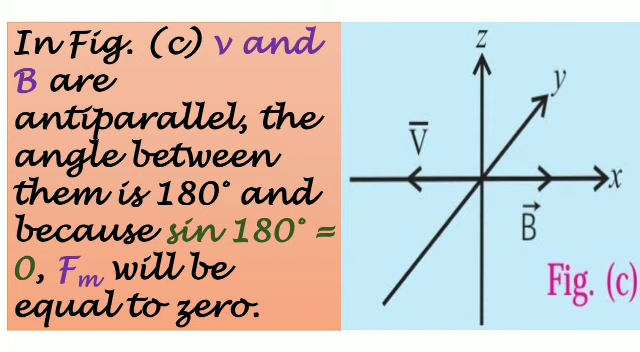 In Fig. (c) v and
B are
antiparallel, the
angle between
them is 180° and
because sin 180° =
0, Fm will be
equal to zero.
z
y
V
x
B
Fig. (c)